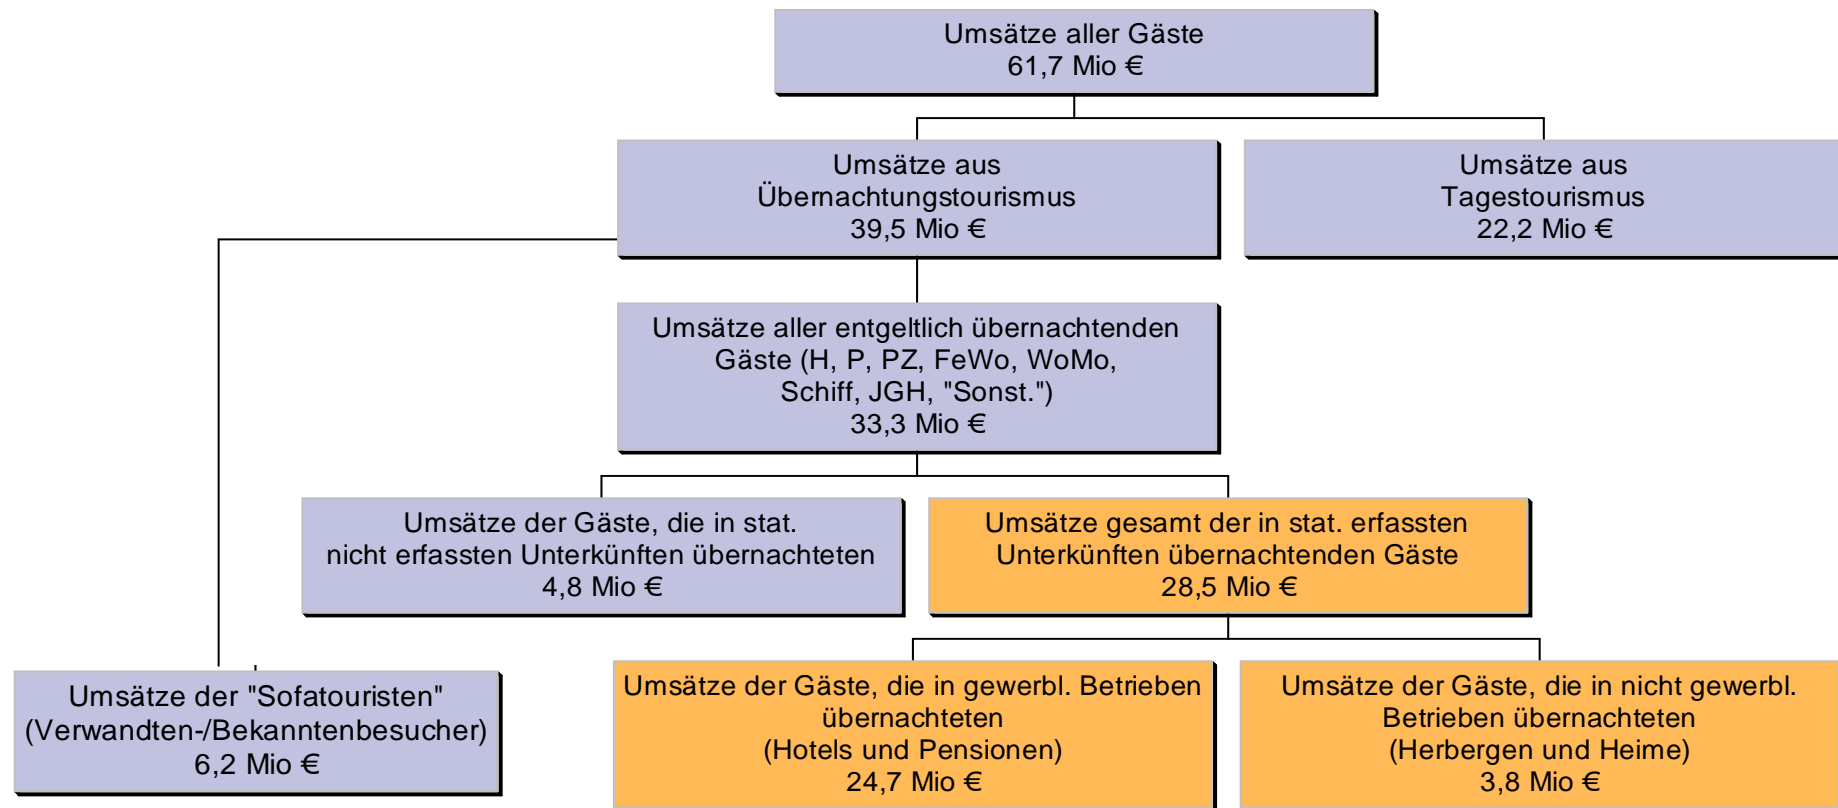 Umsätze aller Gäste
61,7 Mio €
Umsätze aus
Übernachtungstourismus
39,5 Mio €
Umsätze aus
Tagestourismus
22,2 Mio €
Umsätze aller entgeltlich übernachtenden
Gäste (H, P, PZ, FeWo, WoMo,
Schiff, JGH, "Sonst.")
33,3 Mio €
Umsätze der Gäste, die in stat.
nicht erfassten Unterkünften übernachteten
4,8 Mio €
Umsätze gesamt der in stat. erfassten
Unterkünften übernachtenden Gäste
28,5 Mio €
Umsätze der "Sofatouristen"
(Verwandten-/Bekanntenbesucher)
6,2 Mio €
Umsätze der Gäste, die in gewerbl. Betrieben
übernachteten
(Hotels und Pensionen)
24,7 Mio €
Umsätze der Gäste, die in nicht gewerbl.
Betrieben übernachteten
(Herbergen und Heime)
3,8 Mio €